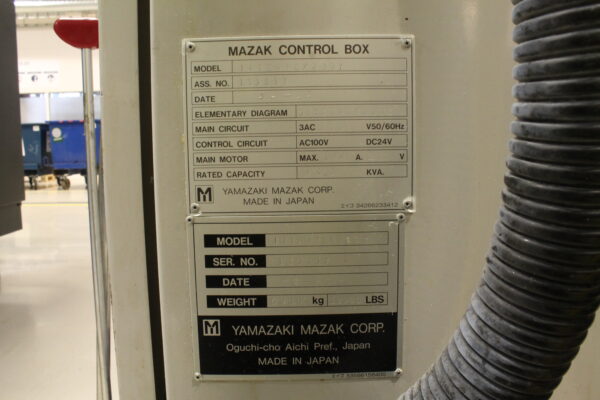 MAZAK CONTROL BOX
MODEL
ASS. NO.
DATE
ELEMENTARY DIAGRAM
MAIN CIRCUIT 3AC V50/60Hz
CONTROL CIRCUIT AC100V DC24V
MAIN MOTOR MAX. A. V
RATED CAPACITY KVA.
M YAMAZAKI MAZAK CORP.
MADE IN JAPAN
MODEL
SER. NO.
DATE
WEIGHT kg LBS
M YAMAZAKI MAZAK CORP.
Oguchi-cho Aichi Pref., Japan
MADE IN JAPAN